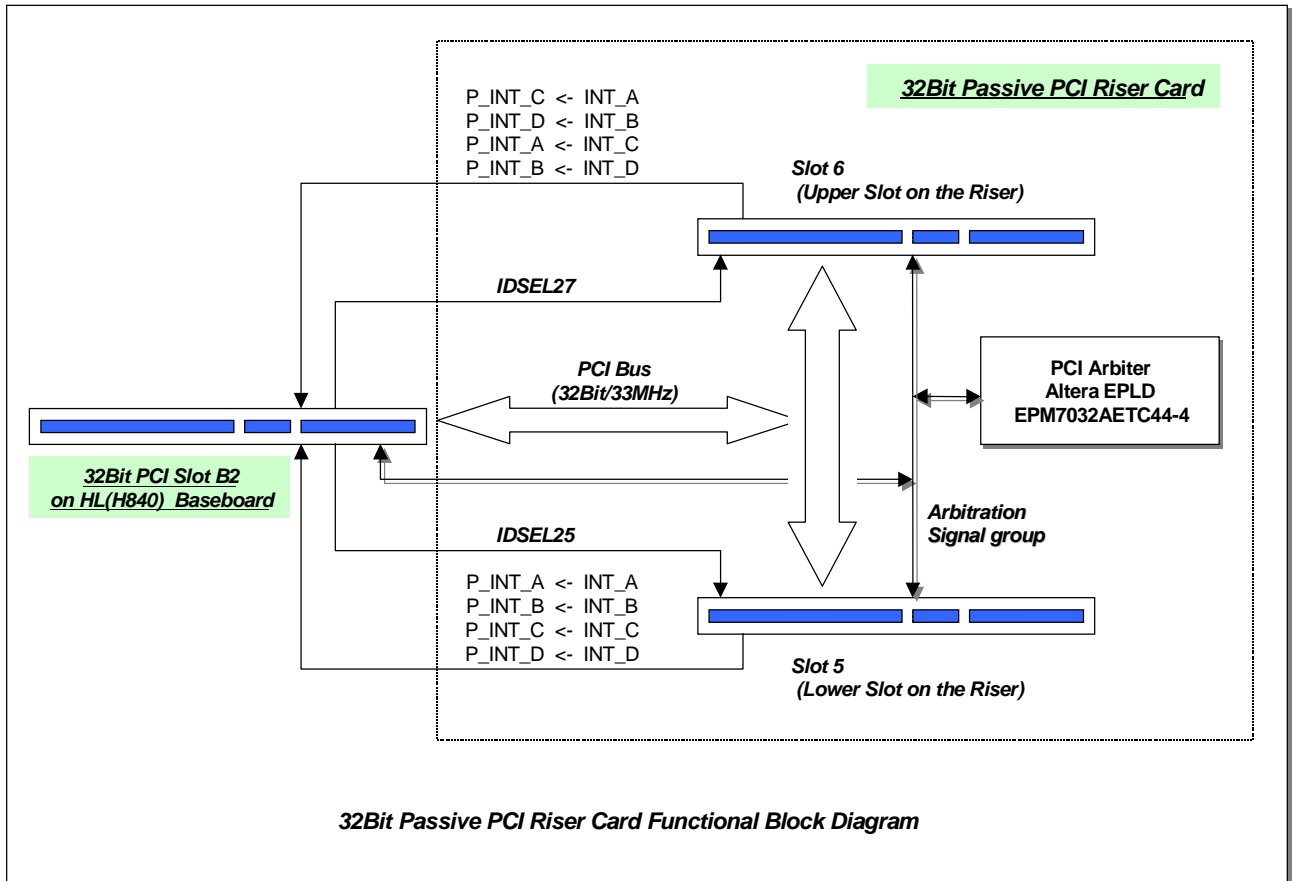 32Bit Passive PCI Riser Card
P_INT_C <- INT_A
P_INT_D <- INT_B
P_INT_A <- INT_C
P_INT_B <- INT_D
Slot 6
(Upper Slot on the Riser)
IDSEL27
PCI Bus
(32Bit/33MHz)
PCI Arbiter
Altera EPLD
EPM7032AETC44-4
32Bit PCI Slot B2
on HL(H840) Baseboard
Arbitration
Signal group
IDSEL25
P_INT_A <- INT_A
P_INT_B <- INT_B
P_INT_C <- INT_C
P_INT_D <- INT_D
Slot 5
(Lower Slot on the Riser)
32Bit Passive PCI Riser Card Functional Block Diagram